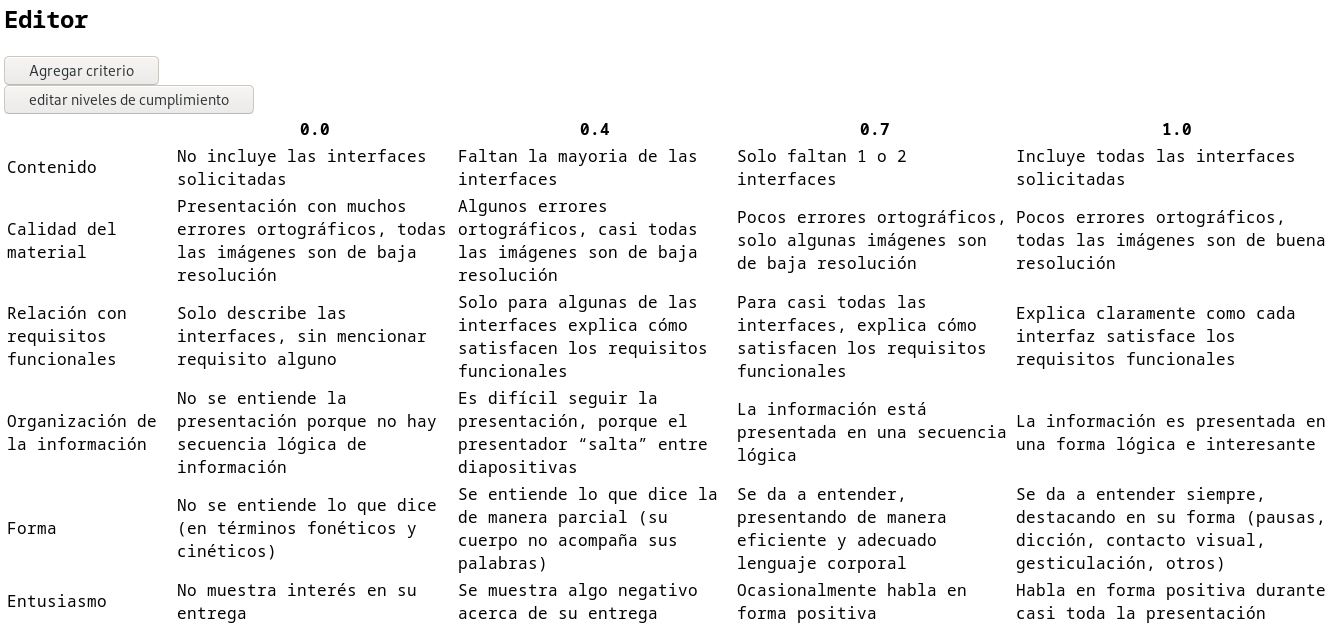 Editor
Agregar criterio
editar niveles de cumplimiento
0.0 0.4 0.7 1.0
Contenido
No incluye las interfaces
solicitadas
Faltan la mayoria de las
interfaces
Solo faltan 1 o 2
interfaces
Incluye todas las interfaces
solicitadas
Calidad del
material
Presentación con muchos
errores ortográficos, todas
las imágenes son de baja
resolución
Algunos errores
ortográficos, casi todas
las imágenes son de baja
resolución
Pocos errores ortográficos,
solo algunas imágenes son
de baja resolución
Pocos errores ortográficos,
todas las imágenes son de buena
resolución
Relación con
requisitos
funcionales
Solo describe las
interfaces, sin mencionar
requisito alguno
Solo para algunas de las
interfaces explica cómo
satisfacen los requisitos
funcionales
Para casi todas las
interfaces, explica cómo
satisfacen los requisitos
funcionales
Explica claramente como cada
interfaz satisface los
requisitos funcionales
Organización de
la información
No se entiende la
presentación porque no hay
secuencia lógica de
información
Es difícil seguir la
presentación, porque el
presentador “salta” entre
diapositivas
La información está
presentada en una secuencia
lógica
La información es presentada en
una forma lógica e interesante
Forma
No se entiende lo que dice
(en términos fonéticos y
cinéticos)
Se entiende lo que dice la
de manera parcial (su
cuerpo no acompaña sus
palabras)
Se da a entender,
presentando de manera
eficiente y adecuado
lenguaje corporal
Se da a entender siempre,
destacando en su forma (pausas,
dicción, contacto visual,
gesticulación, otros)
Entusiasmo
No muestra interés en su
entrega
Se muestra algo negativo
acerca de su entrega
Ocasionalmente habla en
forma positiva
Habla en forma positiva durante
casi toda la presentación